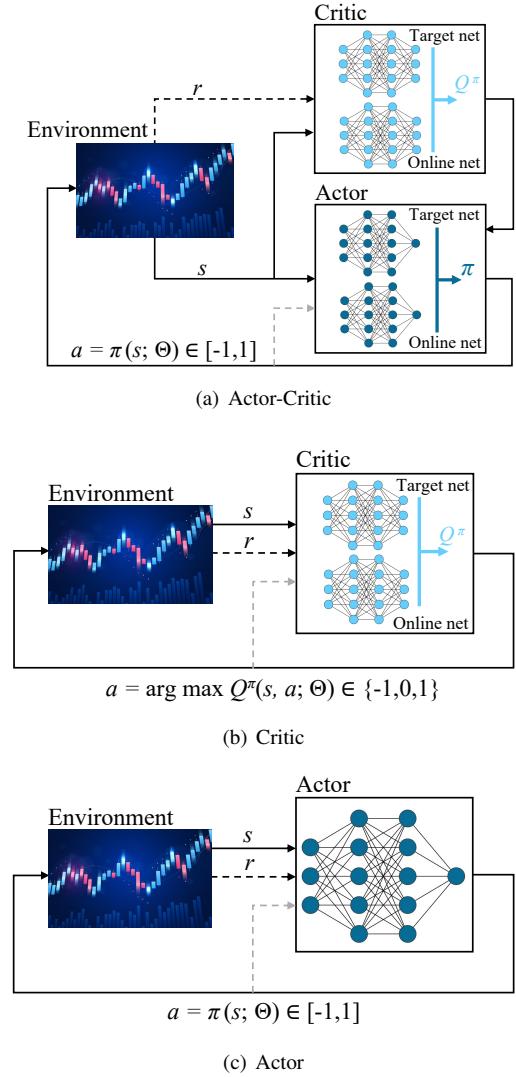 Critic
Target net
r
Q^π
Environment
Online net
Actor
Target net
s
π
a = π(s; Θ) ∈ [-1,1]
Online net
(a) Actor-Critic
Critic
Environment
Target net
s
r
Q^π
Online net
a = arg max Q^π(s, a; Θ) ∈ {-1,0,1}
(b) Critic
Actor
Environment
s
r
a = π(s; Θ) ∈ [-1,1]
(c) Actor